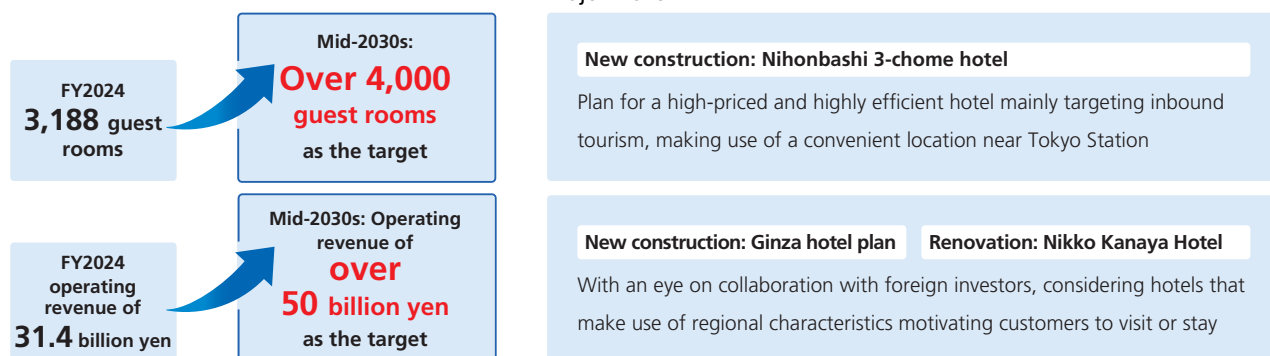 FY2024
3,188 guest
rooms
Mid-2030s:
Over 4,000
guest rooms
as the target
New construction: Nihonbashi 3-chome hotel
Plan for a high-priced and highly efficient hotel mainly targeting inbound
tourism, making use of a convenient location near Tokyo Station
FY2024
operating
revenue of
31.4 billion yen
Mid-2030s: Operating
revenue of
over
50 billion yen
as the target
New construction: Ginza hotel plan
Renovation: Nikko Kanaya Hotel
With an eye on collaboration with foreign investors, considering hotels that
make use of regional characteristics motivating customers to visit or stay